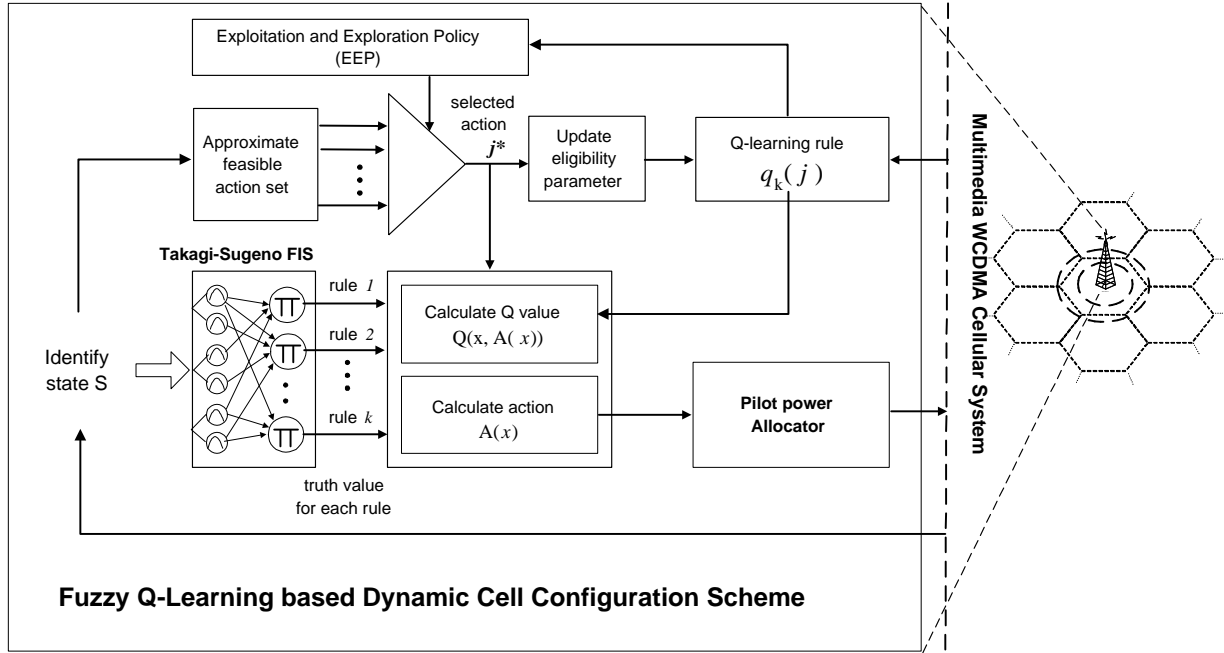 Exploitation and Exploration Policy
(EEP)
selected
action
j*
Approximate
feasible
action set
Update
eligibility
parameter
Q-learning rule
q_k( j )
Takagi-Sugeno FIS
rule 1
rule 2
rule k
∏
∏
∏
Identify
state S
Calculate Q value
Q(x, A( x))
Calculate action
A(x)
Pilot power
Allocator
truth value
for each rule
Multimedia WCDMA Cellular System
Fuzzy Q-Learning based Dynamic Cell Configuration Scheme